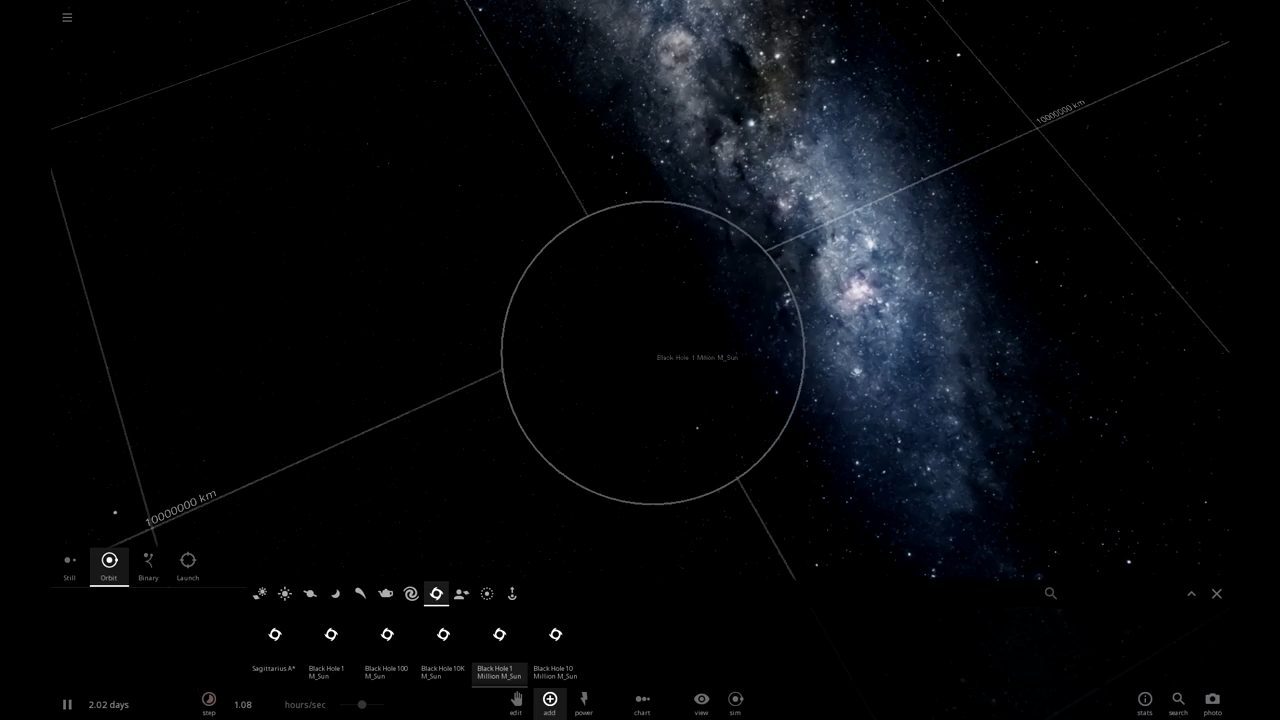 10000000 km
Black Hole 1 Million M_Sun
10000000 km
Still
Orbit
Binary
Launch
Sagittarius A*
Black Hole 1
M_Sun
Black Hole 100
M_Sun
Black Hole 10K
M_Sun
Black Hole 1
Million M_Sun
Black Hole 10
Million M_Sun
2.02 days
step
1.08
hours/sec
edit
add
power
chart
view
sim
stats
search
photo